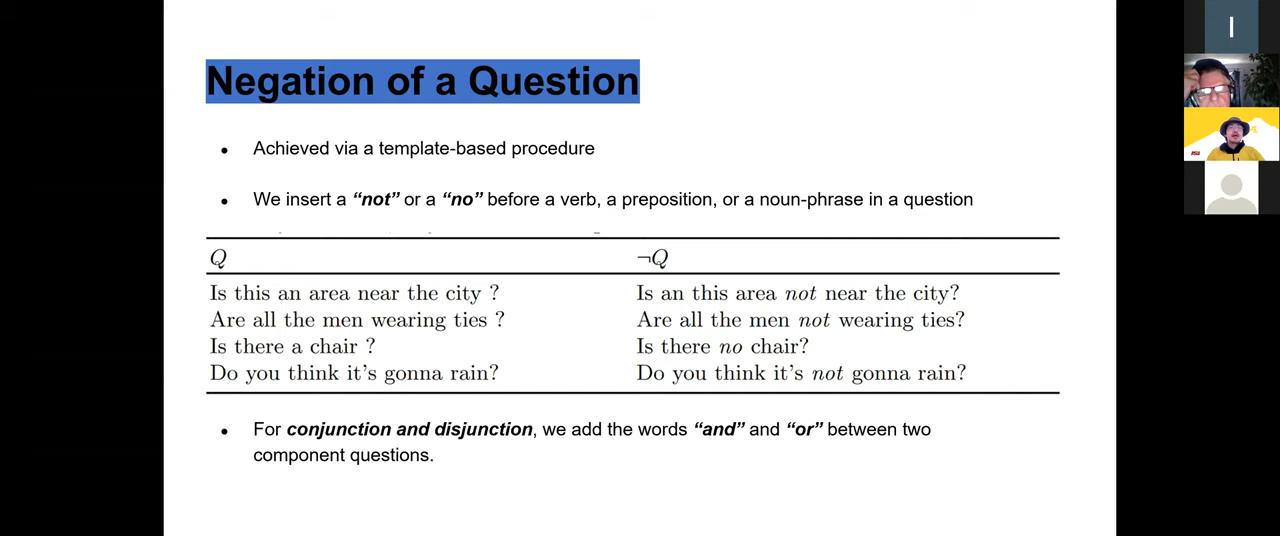 Negation of a Question
Achieved via a template-based procedure
We insert a “not” or a “no” before a verb, a preposition, or a noun-phrase in a question
Q ¬Q
Is this an area near the city ? Is an this area not near the city?
Are all the men wearing ties ? Are all the men not wearing ties?
Is there a chair ? Is there no chair?
Do you think it's gonna rain? Do you think it's not gonna rain?
For conjunction and disjunction, we add the words “and” and “or” between two
component questions.
I